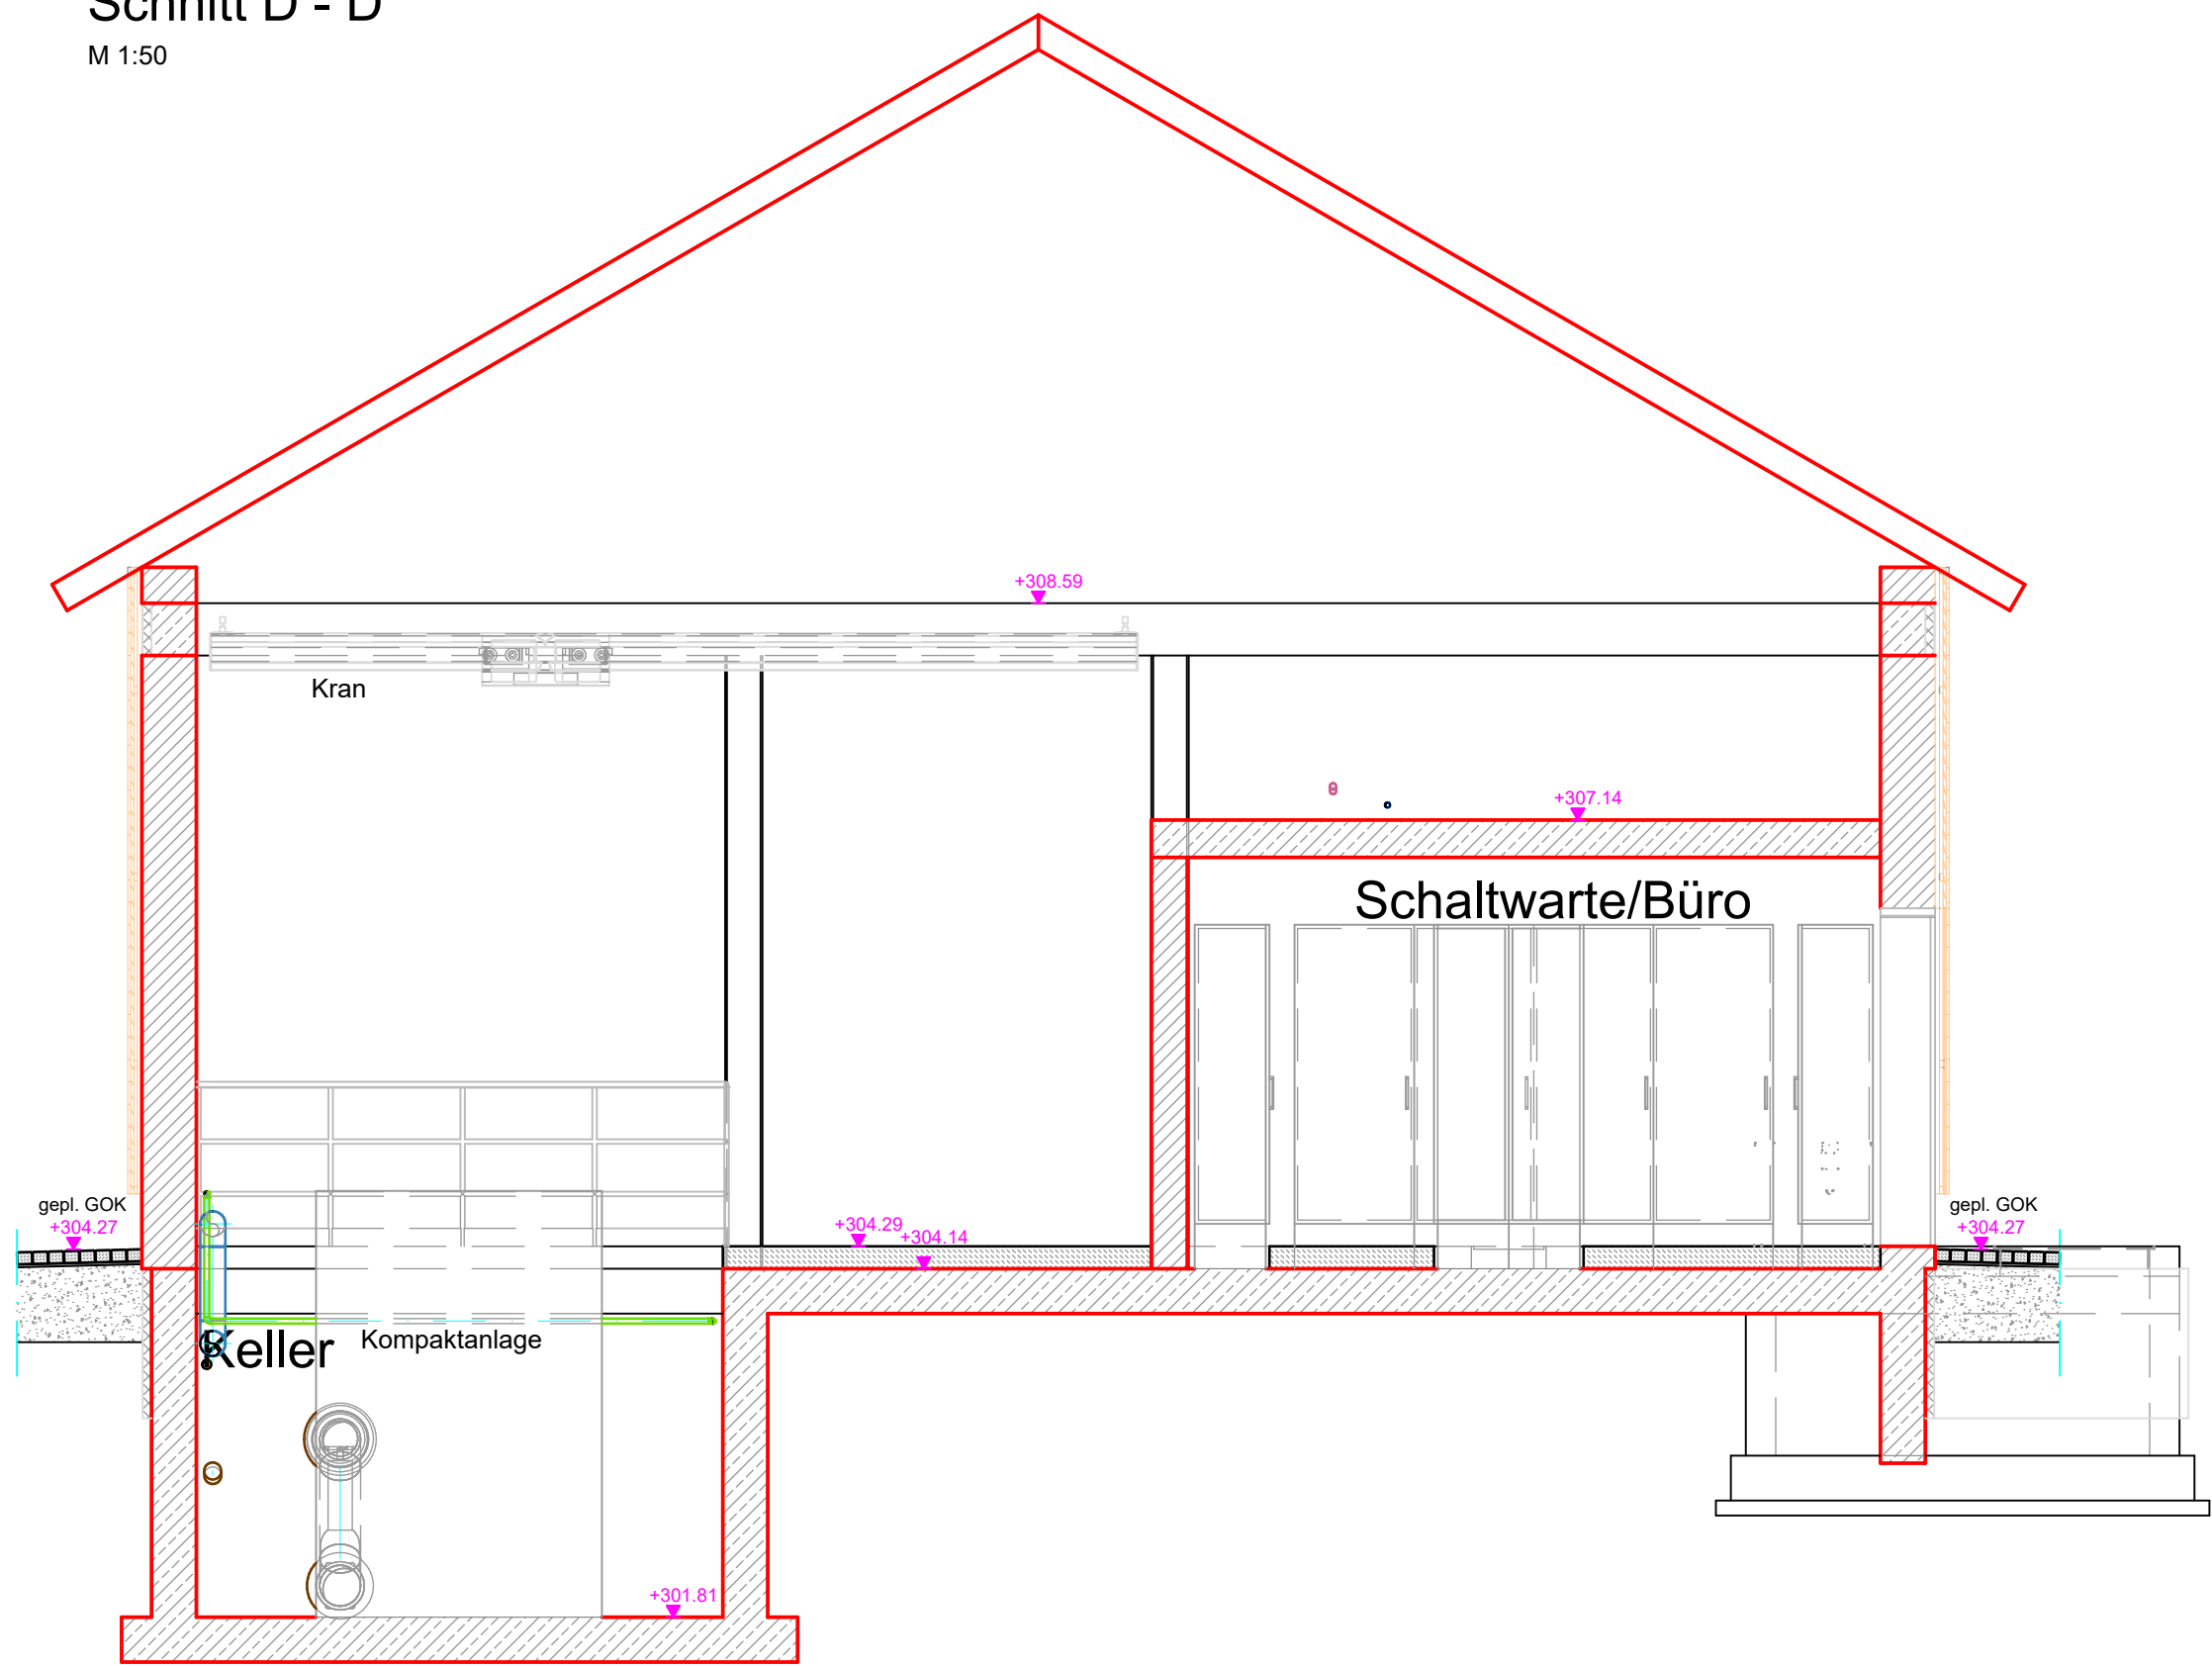 Schnitt D - D
M 1:50
+308.59
Kran
+307.14
Schaltwarte/Büro
gepl. GOK
+304.27
+304.29
+304.14
gepl. GOK
+304.27
Keller
Kompaktanlage
+301.81